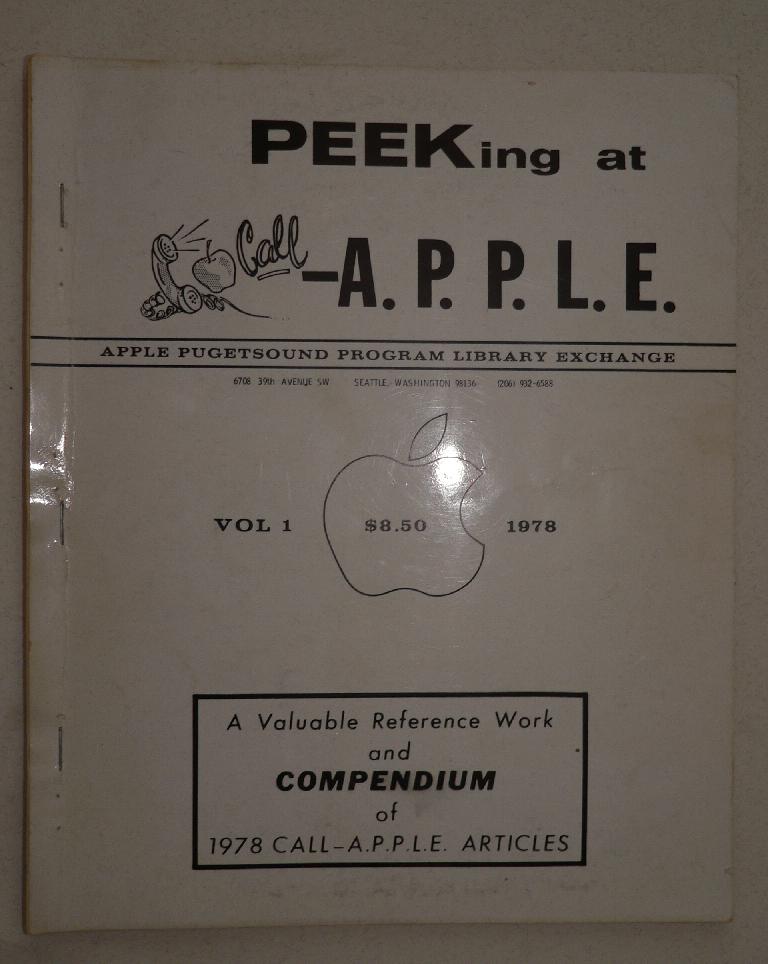 PEEKing at
Call -A.P.P.L.E.
APPLE PUGETSOUND PROGRAM LIBRARY EXCHANGE
6708 39th AVENUE SW SEATTLE, WASHINGTON 98136 (206) 932-6588
VOL 1 $8.50 1978
A Valuable Reference Work
and
COMPENDIUM
of
1978 CALL-A.P.P.L.E. ARTICLES